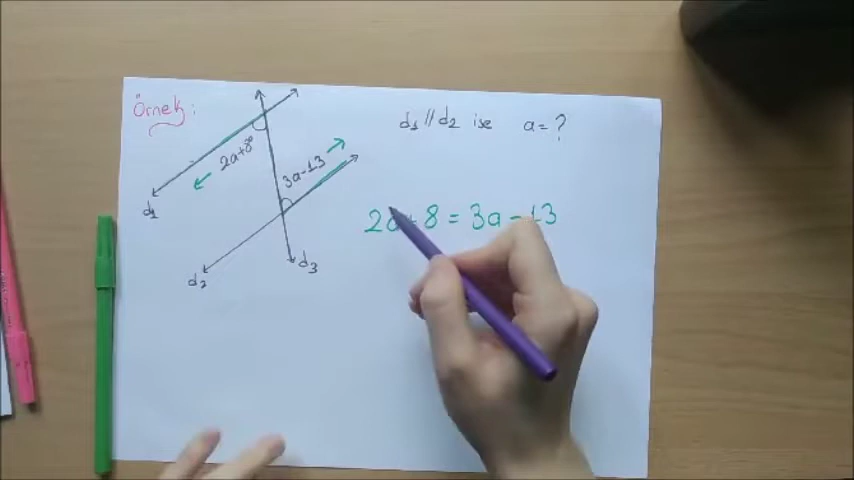 Örnek:
d₁ // d₂ ise a = ?
2a+8°
3a-13
d₁
2a+8 = 3a-13
d₂
d₃